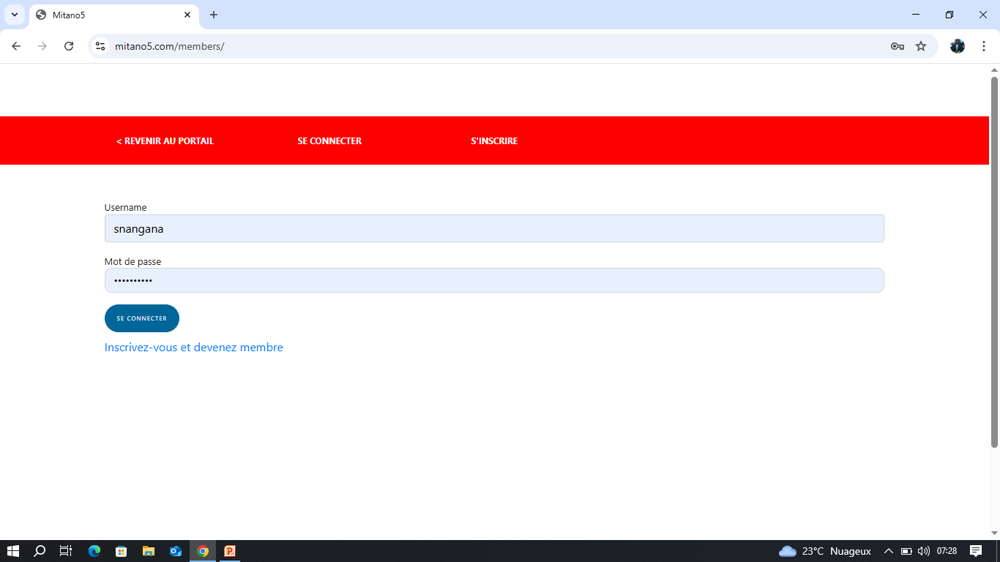 Mitano5
mitano5.com/members/
< REVENIR AU PORTAIL
SE CONNECTER
S'INSCRIRE
Username
snangana
Mot de passe
••••••••••
SE CONNECTER
Inscrivez-vous et devenez membre
23°C Nuageux
07:28